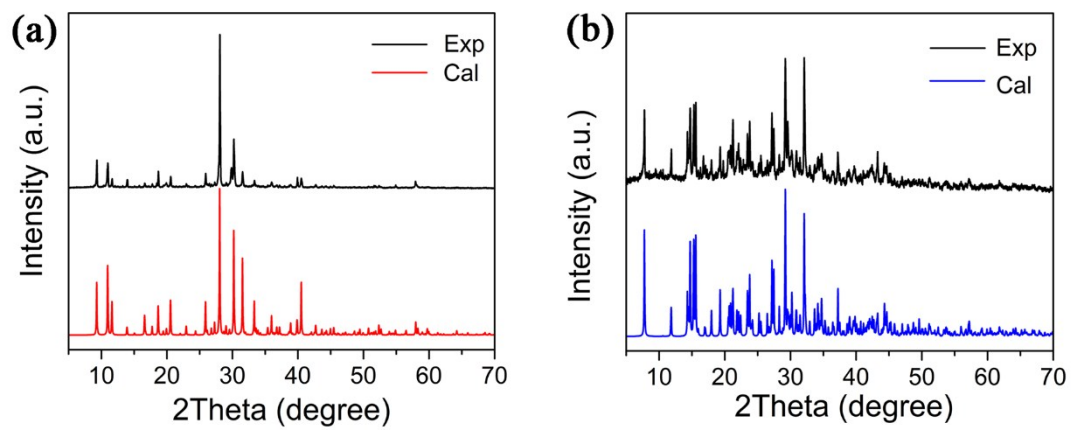 (a)
Exp
Cal
Intensity (a.u.)
10 20 30 40 50 60 70
2Theta (degree)
(b)
Exp
Cal
Intensity (a.u.)
10 20 30 40 50 60 70
2Theta (degree)